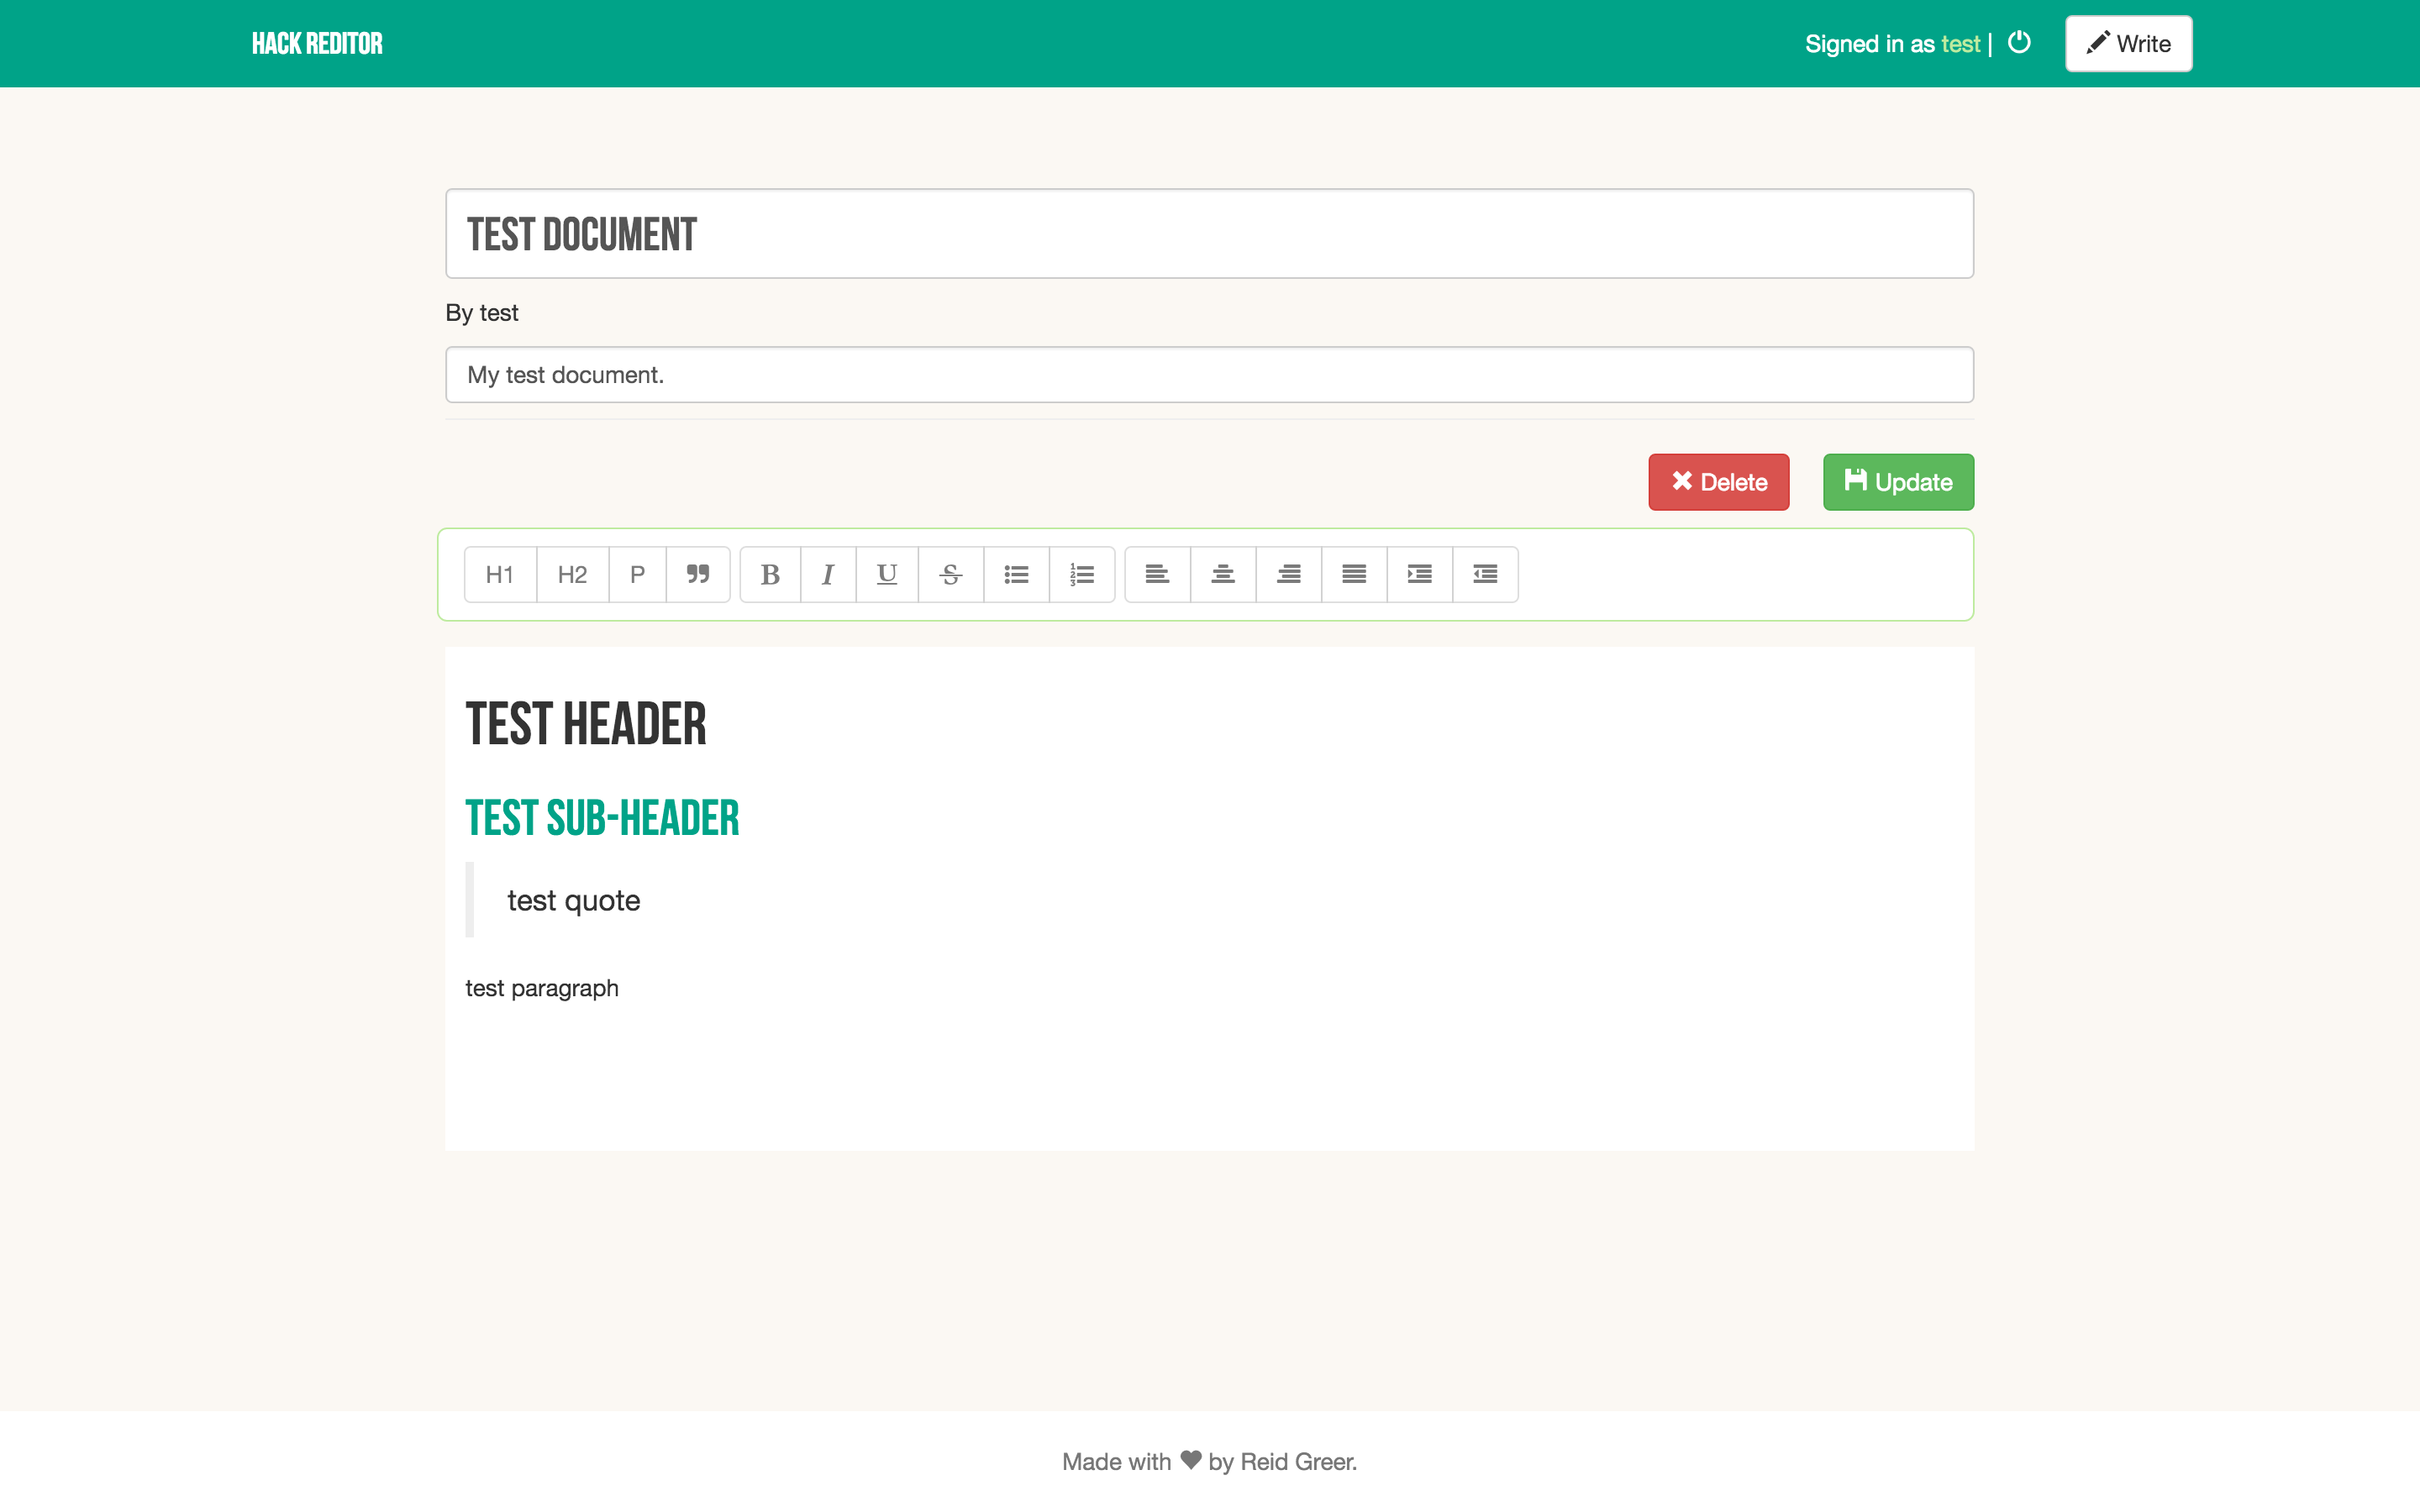 HACK REDITOR
Signed in as test |
Write
TEST DOCUMENT
By test
My test document.
Delete
Update
H1 H2 P B I U S
TEST HEADER
TEST SUB-HEADER
test quote
test paragraph
Made with ♥ by Reid Greer.